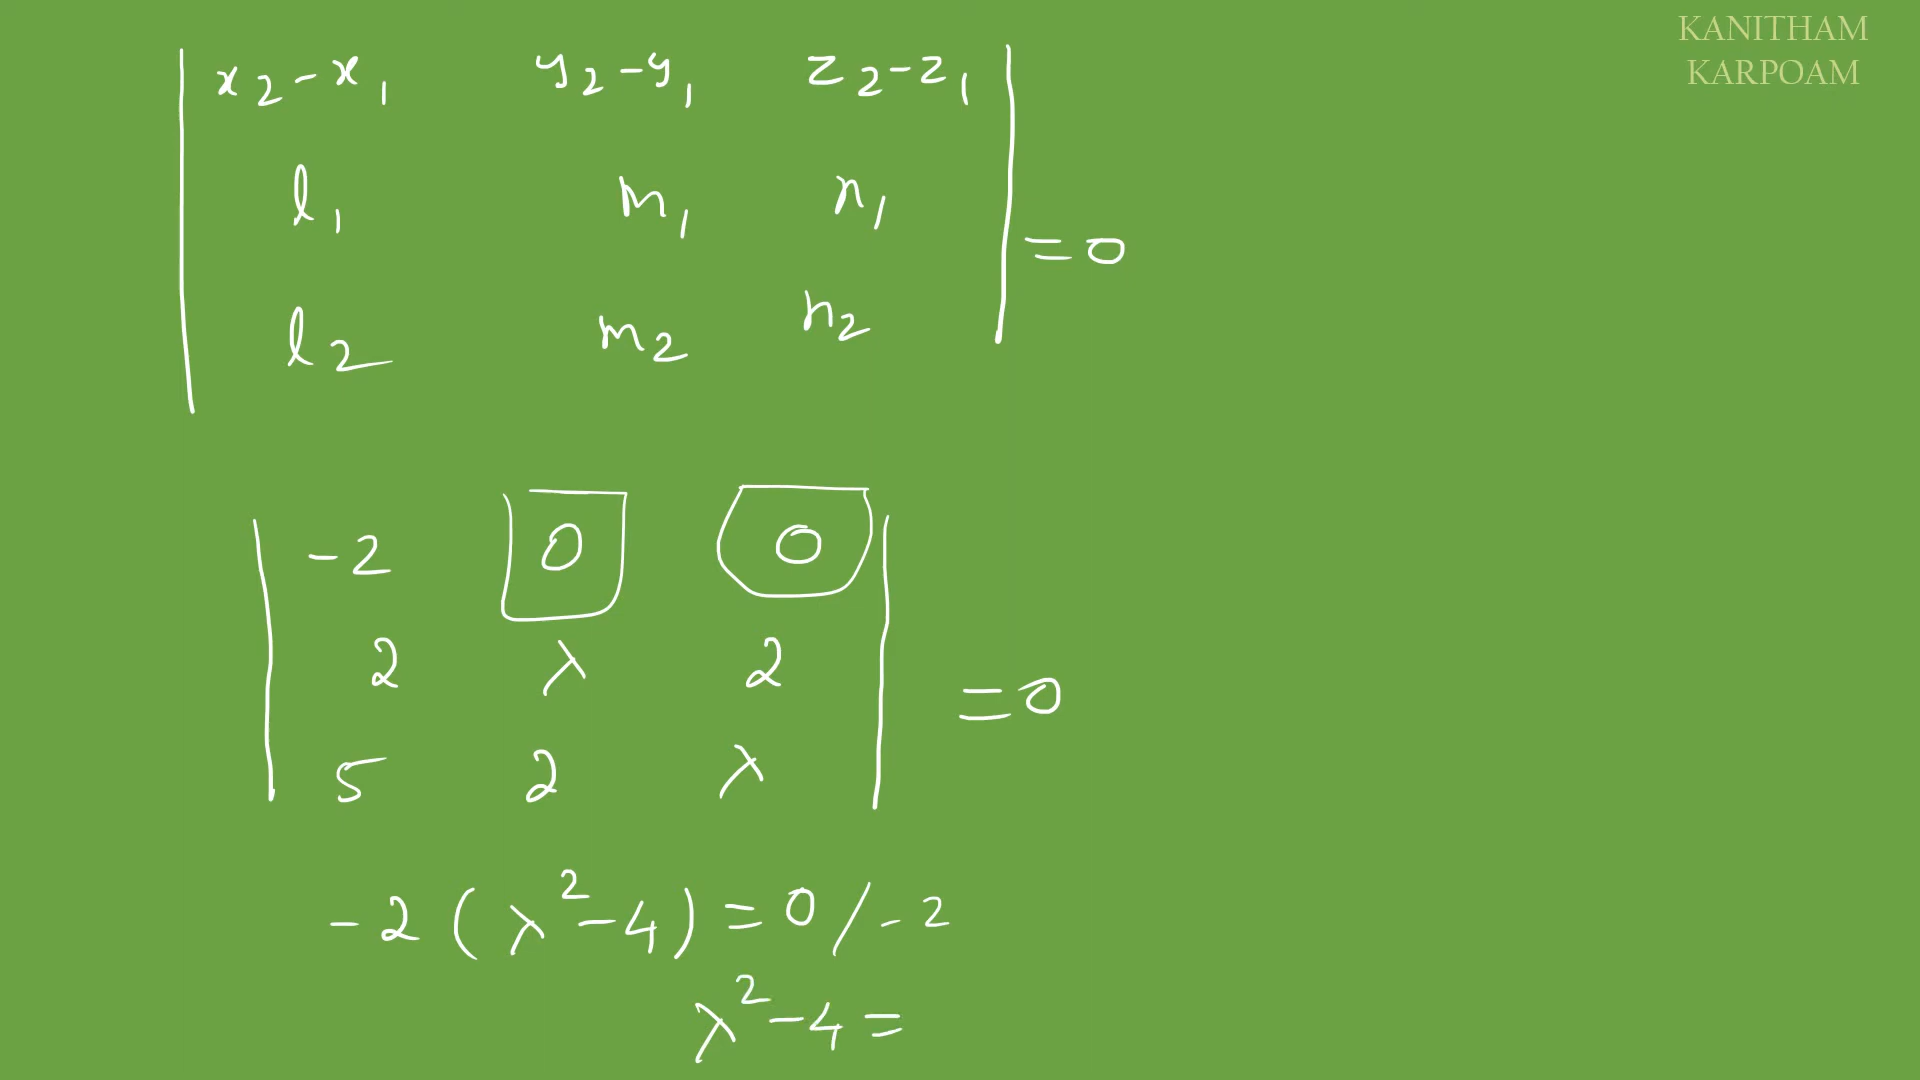 KANITHAM
KARPOAM
x₂-x₁ y₂-y₁ z₂-z₁
l₁ m₁ n₁
= 0
l₂ m₂ n₂
-2 0 0
2 λ 2
= 0
5 2 λ
-2 (λ²-4) = 0/-2
λ²-4 =